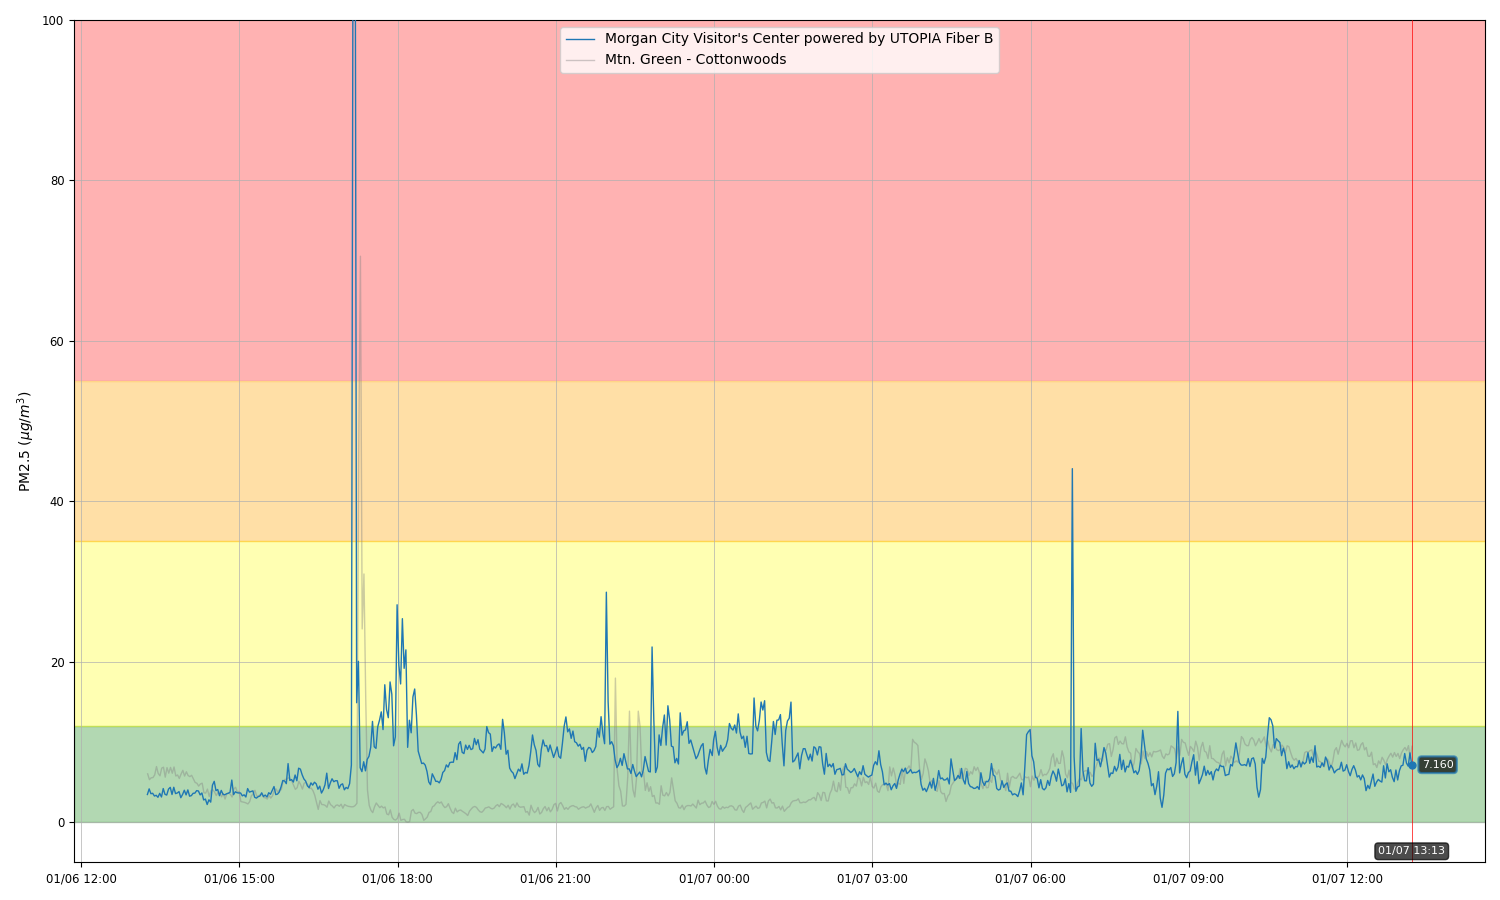 100
80
60
40
20
0
PM2.5 (μg/m³)
Morgan City Visitor's Center powered by UTOPIA Fiber B
Mtn. Green - Cottonwoods
7.160
01/07 13:13
01/06 12:00 01/06 15:00 01/06 18:00 01/06 21:00 01/07 00:00 01/07 03:00 01/07 06:00 01/07 09:00 01/07 12:00